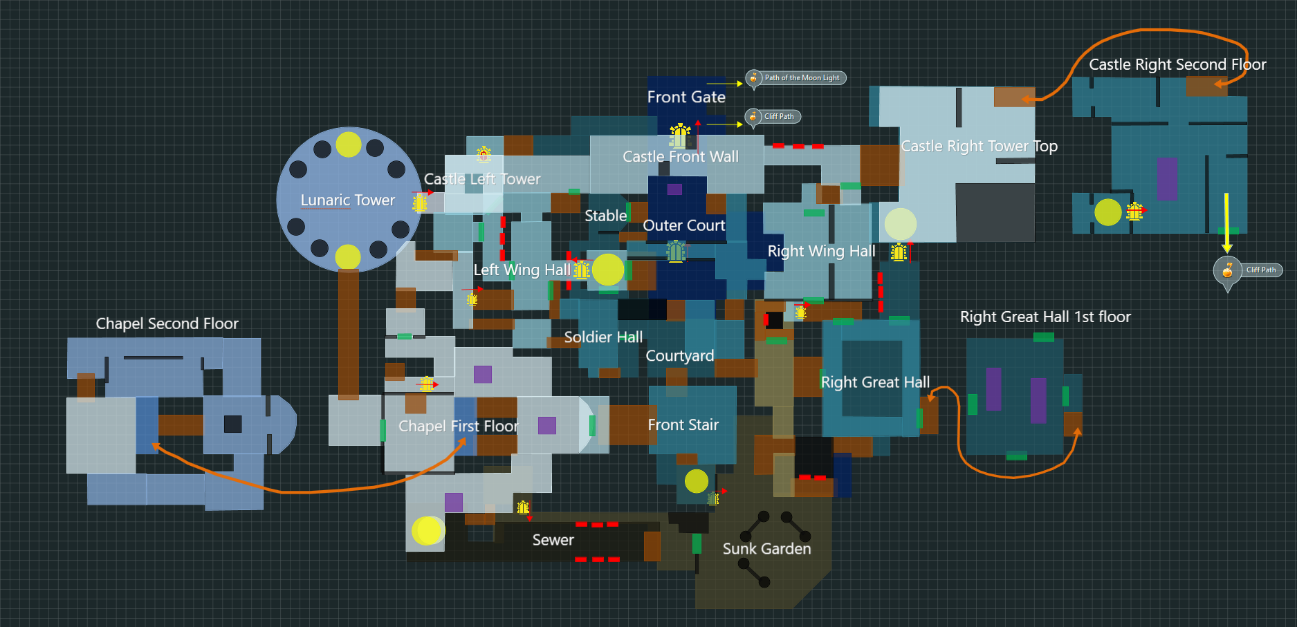 Castle Right Second Floor
Path of the Moon Light
Front Gate
Cliff Path
Castle Right Tower Top
Castle Front Wall
Castle Left Tower
Lunaric Tower
Stable
Outer Court
Right Wing Hall
Left Wing Hall
Cliff Path
Chapel Second Floor
Right Great Hall 1st floor
Soldier Hall
Courtyard
Right Great Hall
Chapel First Floor
Front Stair
Sewer
Sunk Garden